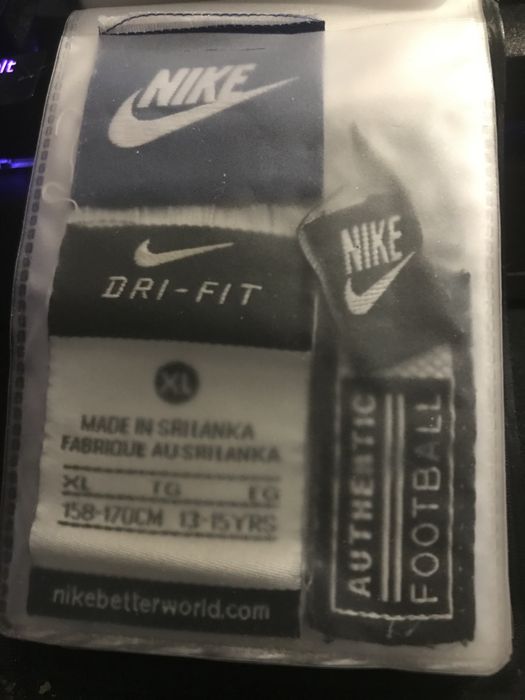 NIKE
DRI-FIT
XL
MADE IN SRI LANKA
FABRIQUE AU SRI LANKA
XL TG EG
158-170CM 13-15YRS
nikebetterworld.com
NIKE
AUTHENTIC
FOOTBALL